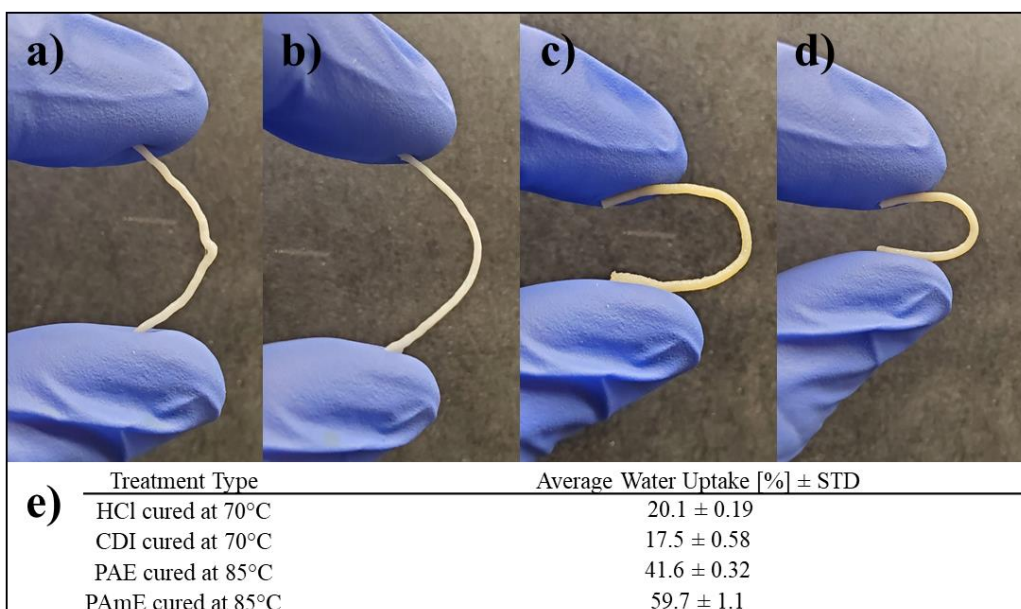 a) b) c) d)
e)
Treatment Type Average Water Uptake [%] ± STD
HCl cured at 70°C 20.1 ± 0.19
CDI cured at 70°C 17.5 ± 0.58
PAE cured at 85°C 41.6 ± 0.32
PAmE cured at 85°C 59.7 ± 1.1